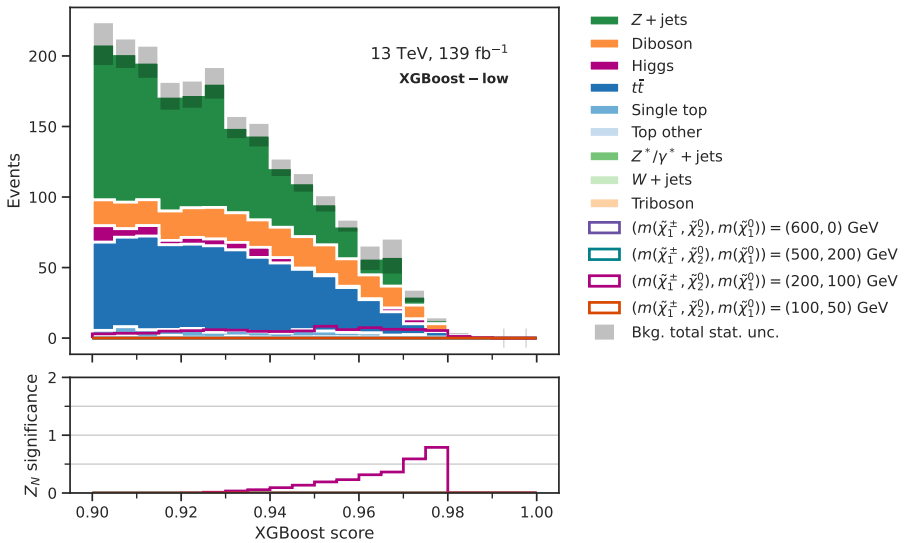 200
150
100
50
0
Events
13 TeV, 139 fb⁻¹
XGBoost − low
Z + jets
Diboson
Higgs
tt̄
Single top
Top other
Z*/γ* + jets
W + jets
Triboson
(m(χ̃₁±, χ̃₂⁰), m(χ̃₁⁰)) = (600, 0) GeV
(m(χ̃₁±, χ̃₂⁰), m(χ̃₁⁰)) = (500, 200) GeV
(m(χ̃₁±, χ̃₂⁰), m(χ̃₁⁰)) = (200, 100) GeV
(m(χ̃₁±, χ̃₂⁰), m(χ̃₁⁰)) = (100, 50) GeV
Bkg. total stat. unc.
2
1
0
Z_N significance
0.90 0.92 0.94 0.96 0.98 1.00
XGBoost score